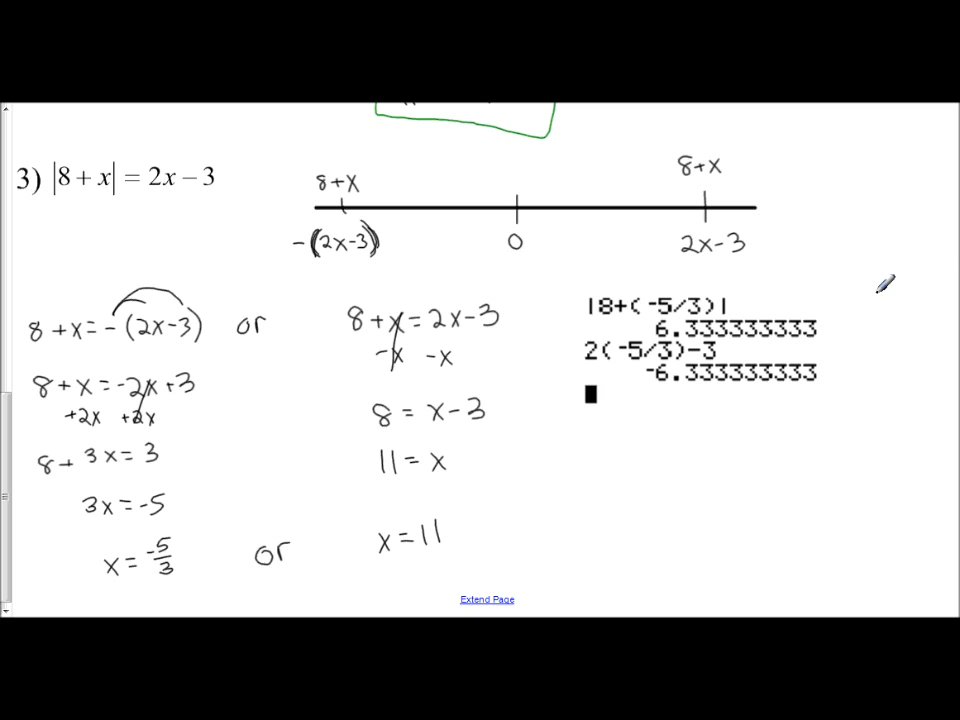 3) |8 + x| = 2x − 3
8+x 8+x
-(2x-3) 0 2x-3
8+x=-(2x-3) or 8+x=2x-3
-x -x
8+x=-2x+3
+2x +2x
8=x-3
8+3x=3
11=x
3x=-5
x=-5/3 or x=11
|8+(-5/3)|
6.333333333
2(-5/3)-3
-6.333333333
Extend Page